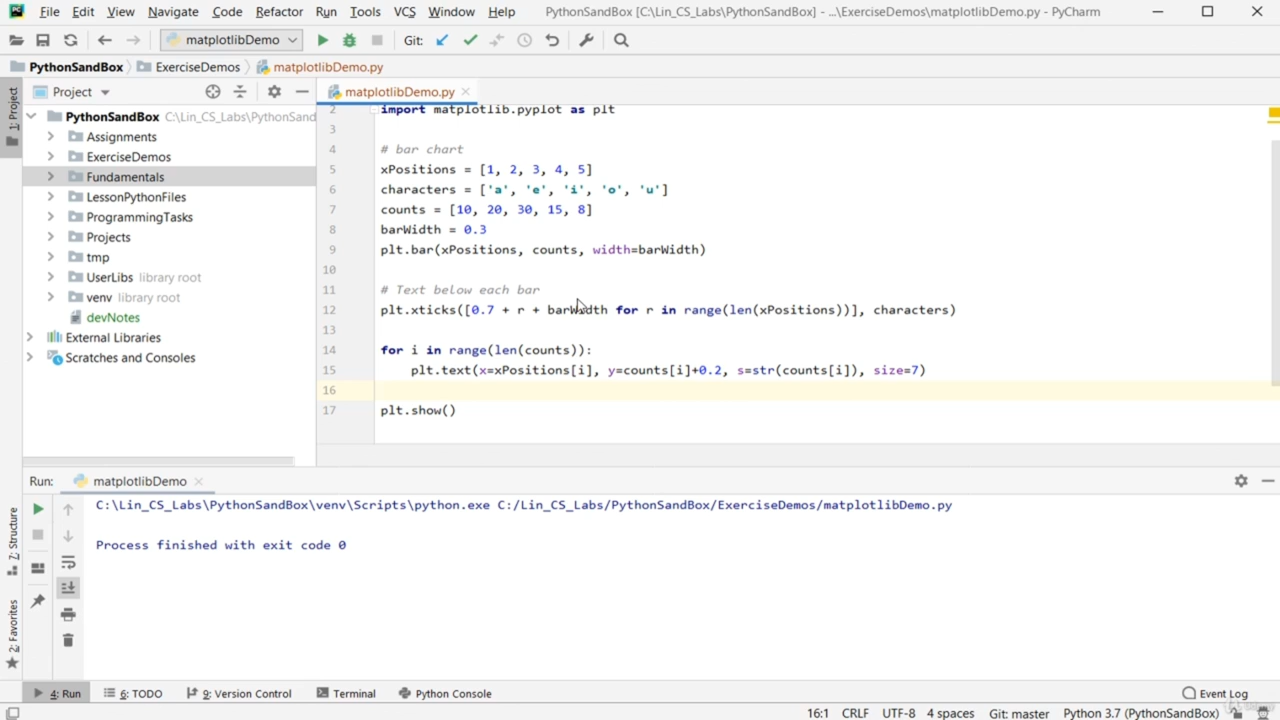 File Edit View Navigate Code Refactor Run Tools VCS Window Help PythonSandBox [C:\Lin_CS_Labs\PythonSandBox] - ...\ExerciseDemos\matplotlibDemo.py - PyCharm
matplotlibDemo Git:
PythonSandBox ExerciseDemos matplotlibDemo.py
1: Project
Project
matplotlibDemo.py
PythonSandBox C:\Lin_CS_Labs\PythonSand
Assignments
ExerciseDemos
Fundamentals
LessonPythonFiles
ProgrammingTasks
Projects
tmp
UserLibs library root
venv library root
devNotes
External Libraries
Scratches and Consoles
2 import matplotlib.pyplot as plt
3
4 # bar chart
5 xPositions = [1, 2, 3, 4, 5]
6 characters = ['a', 'e', 'i', 'o', 'u']
7 counts = [10, 20, 30, 15, 8]
8 barWidth = 0.3
9 plt.bar(xPositions, counts, width=barWidth)
10
11 # Text below each bar
12 plt.xticks([0.7 + r + barWidth for r in range(len(xPositions))], characters)
13
14 for i in range(len(counts)):
15 plt.text(x=xPositions[i], y=counts[i]+0.2, s=str(counts[i]), size=7)
16
17 plt.show()
Run: matplotlibDemo
C:\Lin_CS_Labs\PythonSandBox\venv\Scripts\python.exe C:/Lin_CS_Labs/PythonSandBox/ExerciseDemos/matplotlibDemo.py
Process finished with exit code 0
7: Structure
2: Favorites
4: Run 6: TODO 9: Version Control Terminal Python Console Event Log
16:1 CRLF UTF-8 4 spaces Git: master Python 3.7 (PythonSandBox)